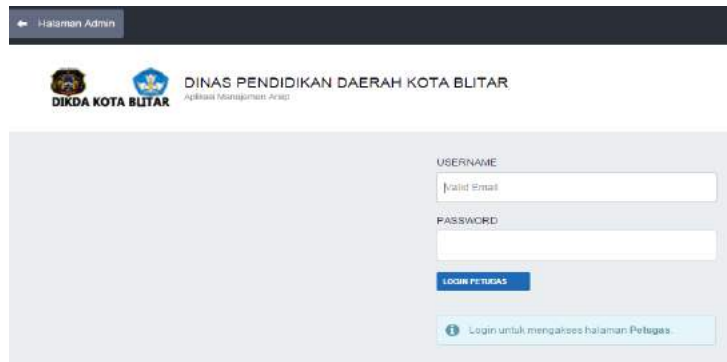 Halaman Admin
DIKDA KOTA BLITAR
DINAS PENDIDIKAN DAERAH KOTA BLITAR
Aplikasi Manajemen Arsip
USERNAME
Valid Email
PASSWORD
LOGIN PETUGAS
Login untuk mengakses halaman Petugas.